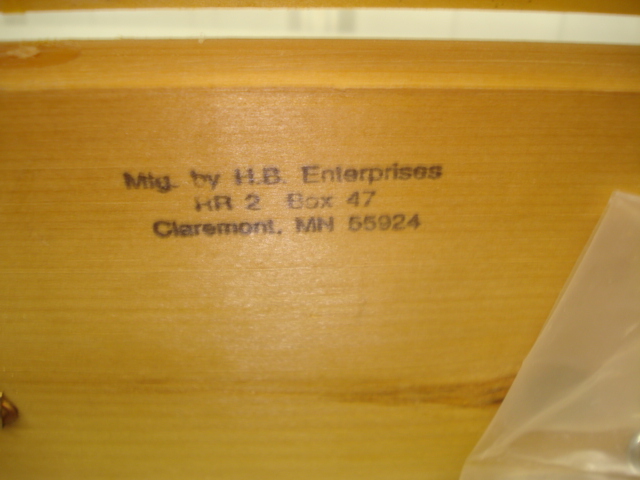 Mfg. by H.B. Enterprises
RR 2 Box 47
Claremont, MN 55924